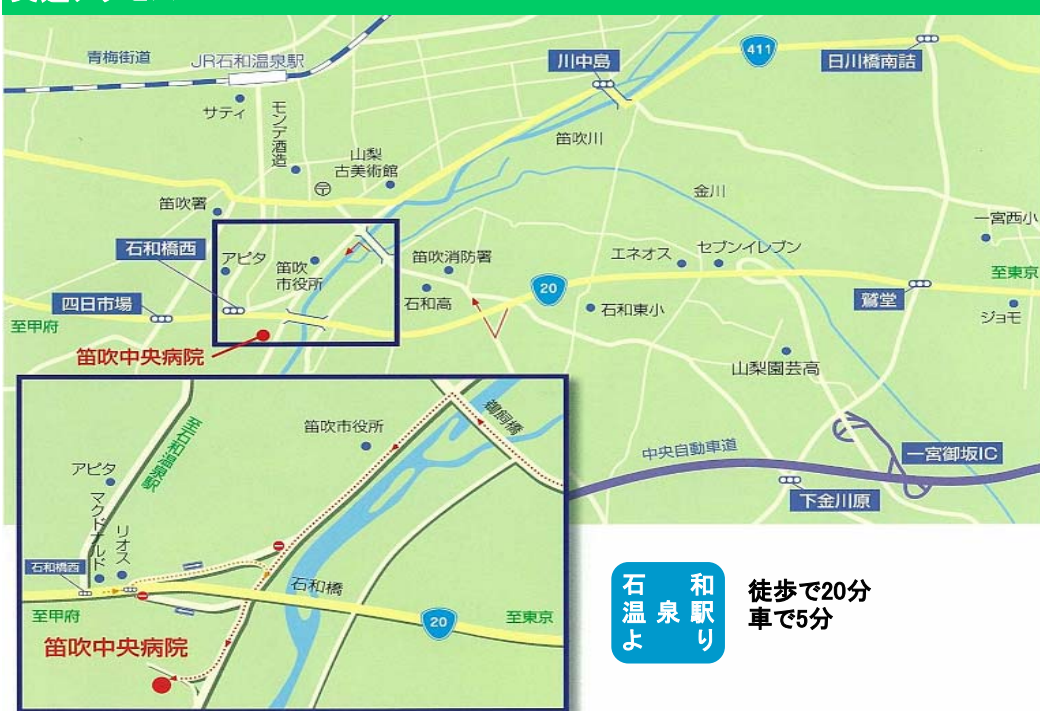 青梅街道
JR石和温泉駅
サティ
モンデ酒造
川中島
411
日川橋南詰
山梨
古美術館
笛吹川
金川
笛吹署
一宮西小
石和橋西
アピタ
笛吹
市役所
笛吹消防署
エネオス
セブンイレブン
至東京
四日市場
石和高
20
石和東小
鷲堂
ジョモ
至甲府
笛吹中央病院
山梨園芸高
中央自動車道
一宮御坂IC
下金川原
笛吹市役所
鵜飼橋
至石和温泉駅
アピタ
マクドナルド
リオス
石和橋西
石和橋
至甲府
20
至東京
笛吹中央病院
石和
温泉駅
より
徒歩で20分
車で5分